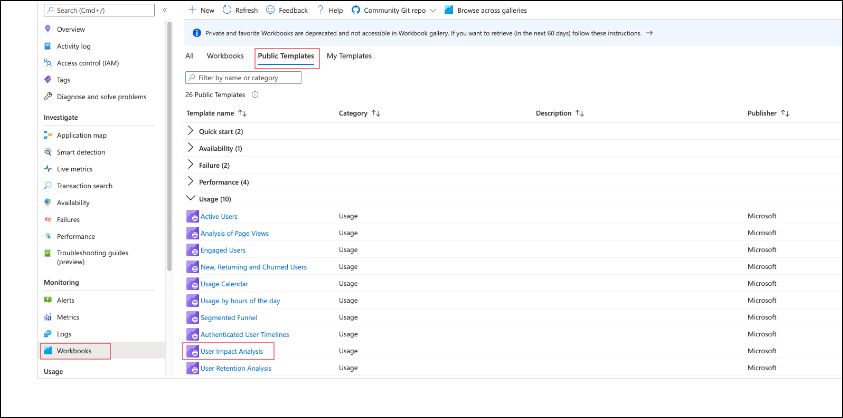 Search (Cmd+/)
«
Overview
Activity log
Access control (IAM)
Tags
Diagnose and solve problems
Investigate
Application map
Smart detection
Live metrics
Transaction search
Availability
Failures
Performance
Troubleshooting guides
(preview)
Monitoring
Alerts
Metrics
Logs
Workbooks
Usage
+ New Refresh Feedback ? Help Community Git repo Browse across galleries
Private and favorite Workbooks are deprecated and not accessible in Workbook gallery. If you want to retrieve (in the next 60 days) follow these instructions. →
All Workbooks Public Templates My Templates
Filter by name or category
26 Public Templates
Template name ↑↓ Category ↑↓ Description ↑↓ Publisher ↑↓
Quick start (2)
Availability (1)
Failure (2)
Performance (4)
Usage (10)
Active Users Usage Microsoft
Analysis of Page Views Usage Microsoft
Engaged Users Usage Microsoft
New, Returning and Churned Users Usage Microsoft
Usage Calendar Usage Microsoft
Usage by hours of the day Usage Microsoft
Segmented Funnel Usage Microsoft
Authenticated User Timelines Usage Microsoft
User Impact Analysis Usage Microsoft
User Retention Analysis Usage Microsoft